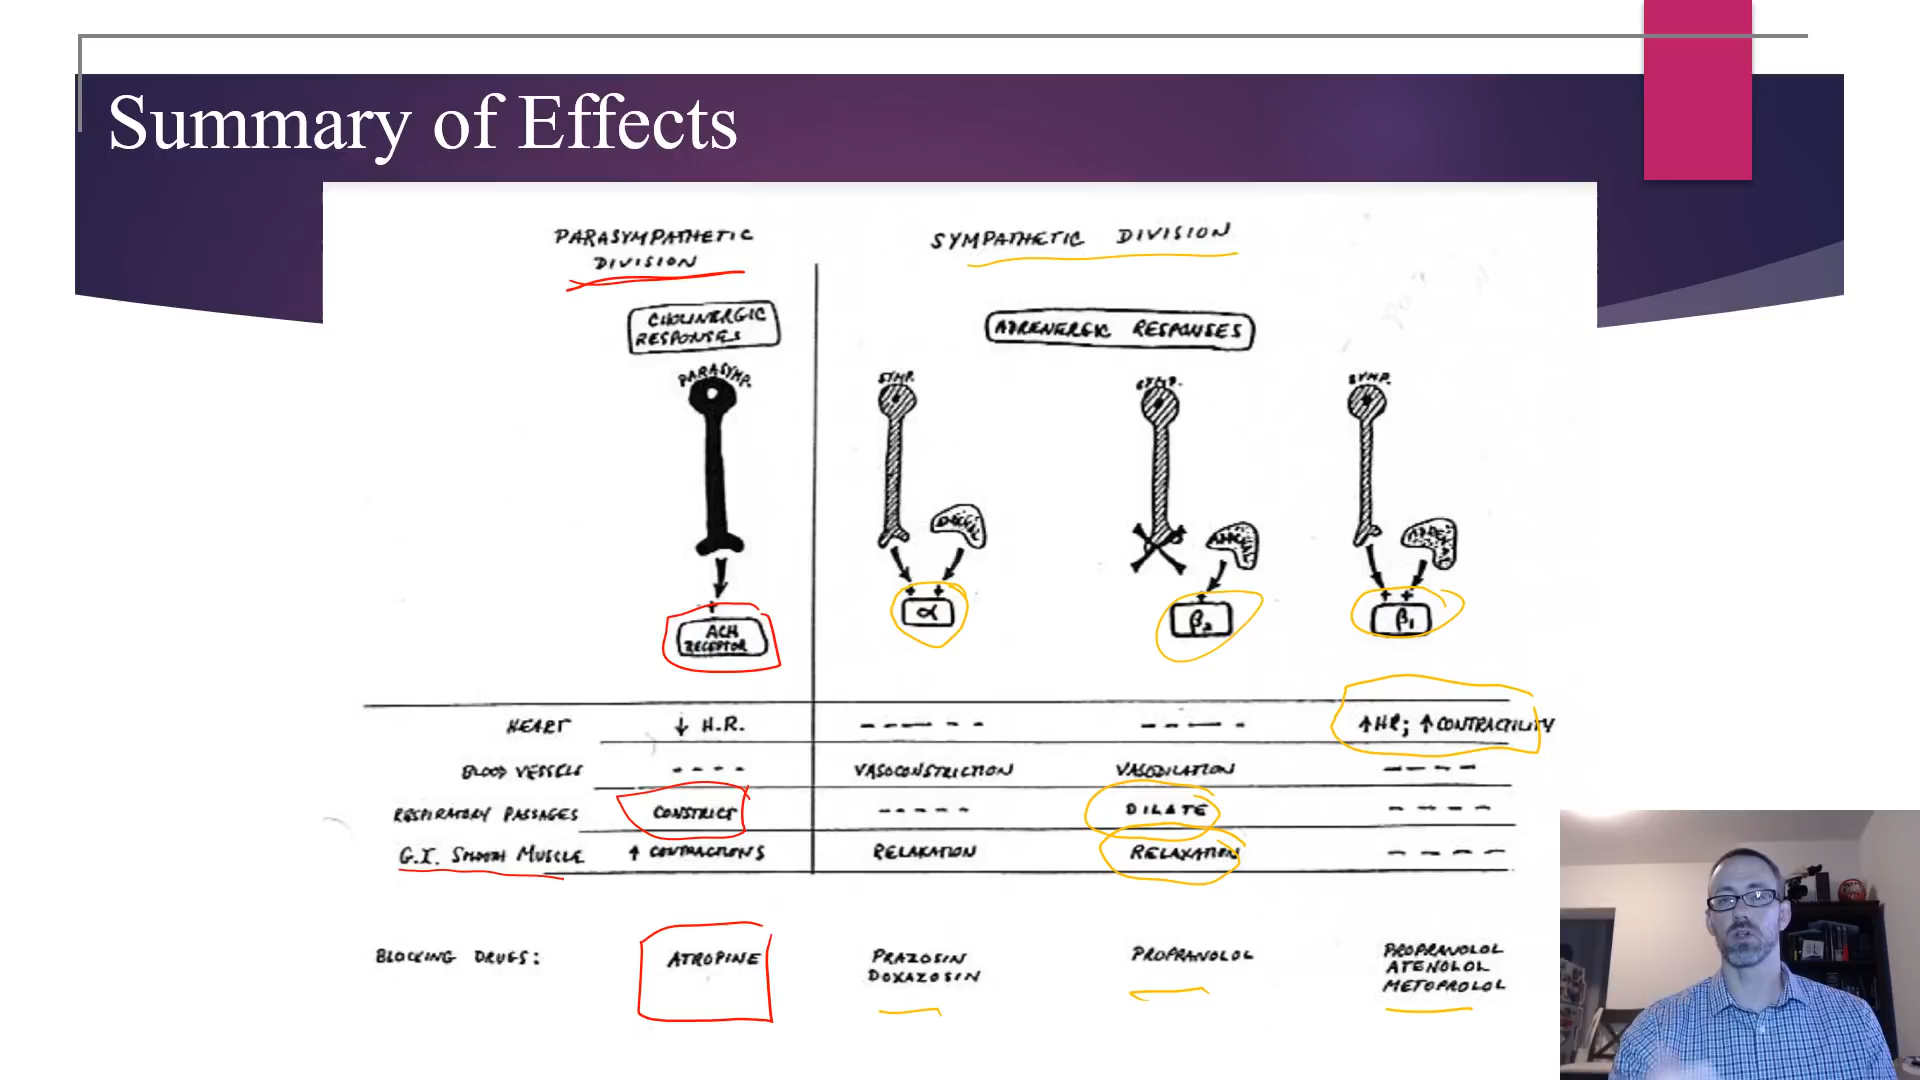 Summary of Effects
PARASYMPATHETIC
DIVISION
SYMPATHETIC DIVISION
CHOLINERGIC
RESPONSES
ADRENERGIC RESPONSES
PARASYMP.
SYMP.
SYMP.
SYMP.
+
+ +
+
+ +
ACH
RECEPTOR
α
β₂
β₁
HEART ↓ H.R. ----- ----- ↑HR; ↑CONTRACTILITY
BLOOD VESSELS ---- VASOCONSTRICTION VASODILATION ----
RESPIRATORY PASSAGES CONSTRICT ----- DILATE ----
G.I. SMOOTH MUSCLE ↑ CONTRACTIONS RELAXATION RELAXATION ----
BLOCKING DRUGS: ATROPINE PRAZOSIN PROPRANOLOL PROPRANOLOL
DOXAZOSIN ATENOLOL
METOPROLOL